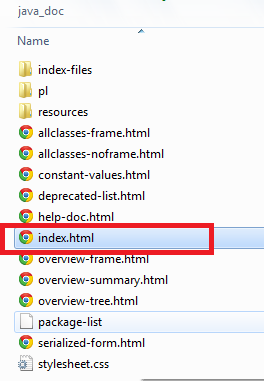 java_doc
Name
index-files
pl
resources
allclasses-frame.html
allclasses-noframe.html
constant-values.html
deprecated-list.html
help-doc.html
index.html
overview-frame.html
overview-summary.html
overview-tree.html
package-list
serialized-form.html
stylesheet.css